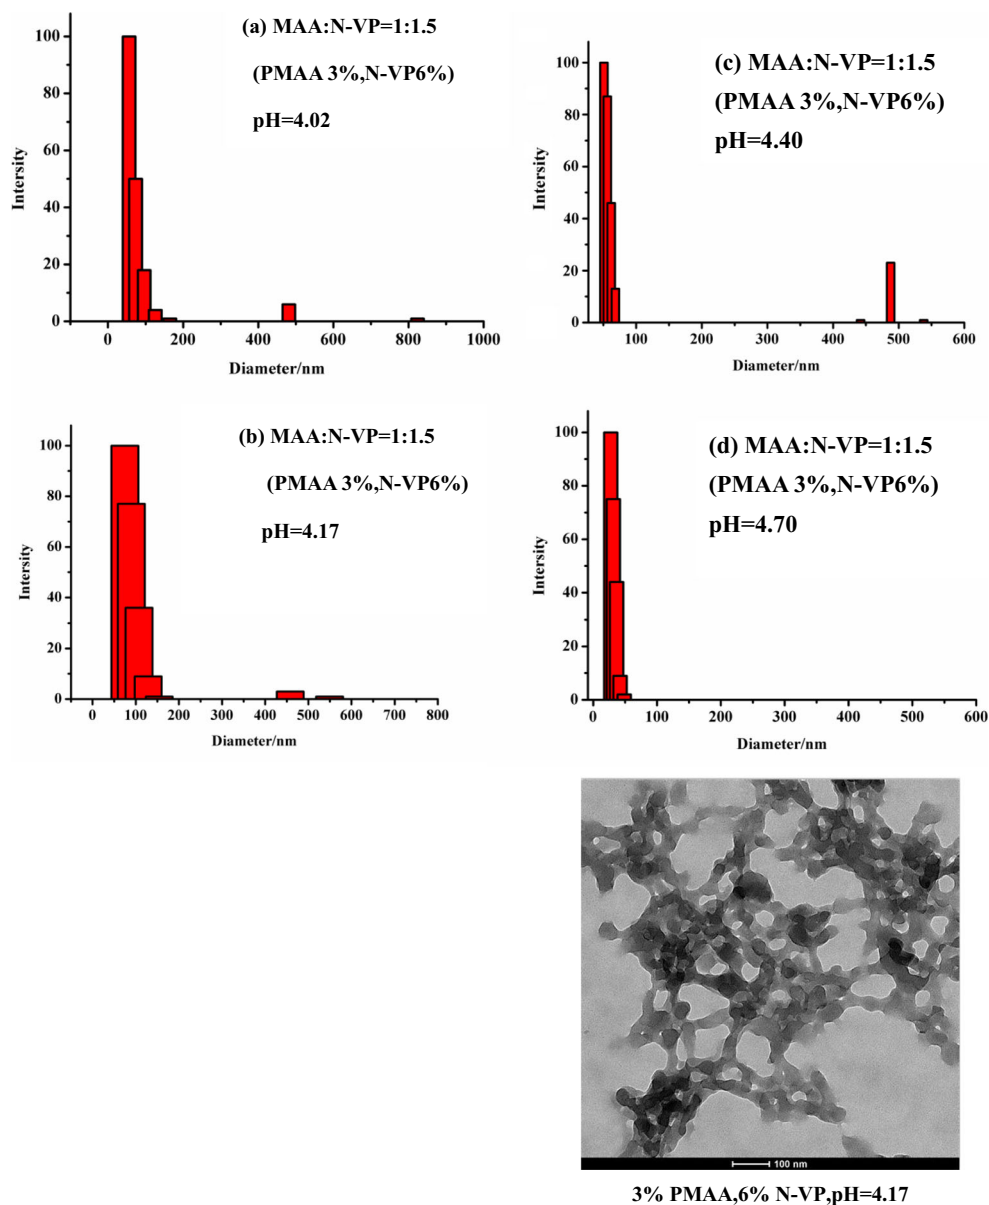 (a) MAA:N-VP=1:1.5
(PMAA 3%,N-VP6%)
pH=4.02
100
80
60
40
20
0
Intersity
0 200 400 600 800 1000
Diameter/nm
(c) MAA:N-VP=1:1.5
(PMAA 3%,N-VP6%)
pH=4.40
100
80
60
40
20
0
Intersity
100 200 300 400 500 600
Diameter/nm
(b) MAA:N-VP=1:1.5
(PMAA 3%,N-VP6%)
pH=4.17
100
80
60
40
20
0
Intersity
0 100 200 300 400 500 600 700 800
Diameter/nm
(d) MAA:N-VP=1:1.5
(PMAA 3%,N-VP6%)
pH=4.70
100
80
60
40
20
0
Intersity
0 100 200 300 400 500 600
Diameter/nm
100 nm
3% PMAA,6% N-VP,pH=4.17